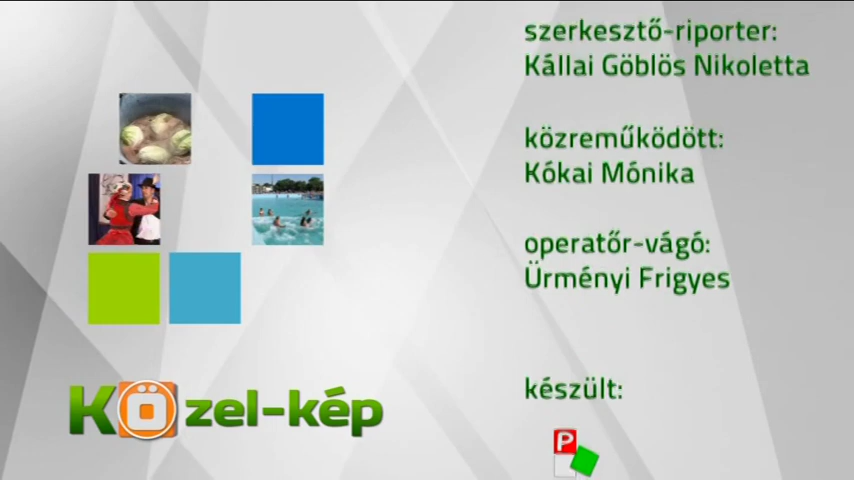 szerkesztő-riporter:
Kállai Göblös Nikoletta
közreműködött:
Kókai Mónika
operatőr-vágó:
Ürményi Frigyes
készült:
P
Közel-kép